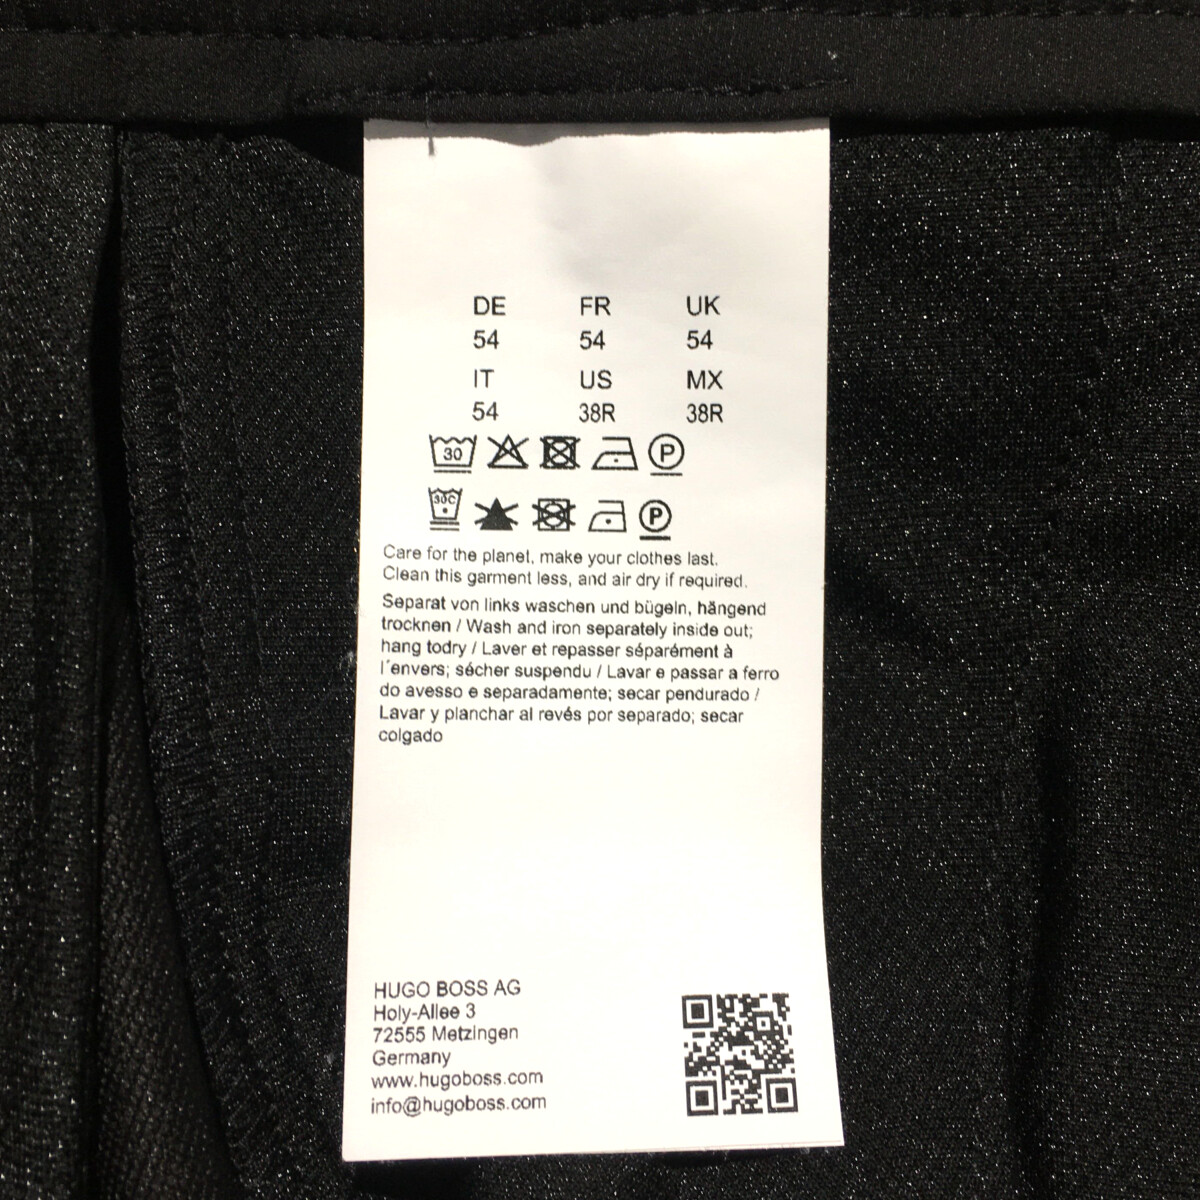 DE FR UK
54 54 54
IT US MX
54 38R 38R
30 P
30C P
Care for the planet, make your clothes last.
Clean this garment less, and air dry if required.
Separat von links waschen und bügeln, hängend
trocknen / Wash and iron separately inside out;
hang todry / Laver et repasser séparément à
l´envers; sécher suspendu / Lavar e passar a ferro
do avesso e separadamente; secar pendurado /
Lavar y planchar al revés por separado; secar
colgado
HUGO BOSS AG
Holy-Allee 3
72555 Metzingen
Germany
www.hugoboss.com
info@hugoboss.com